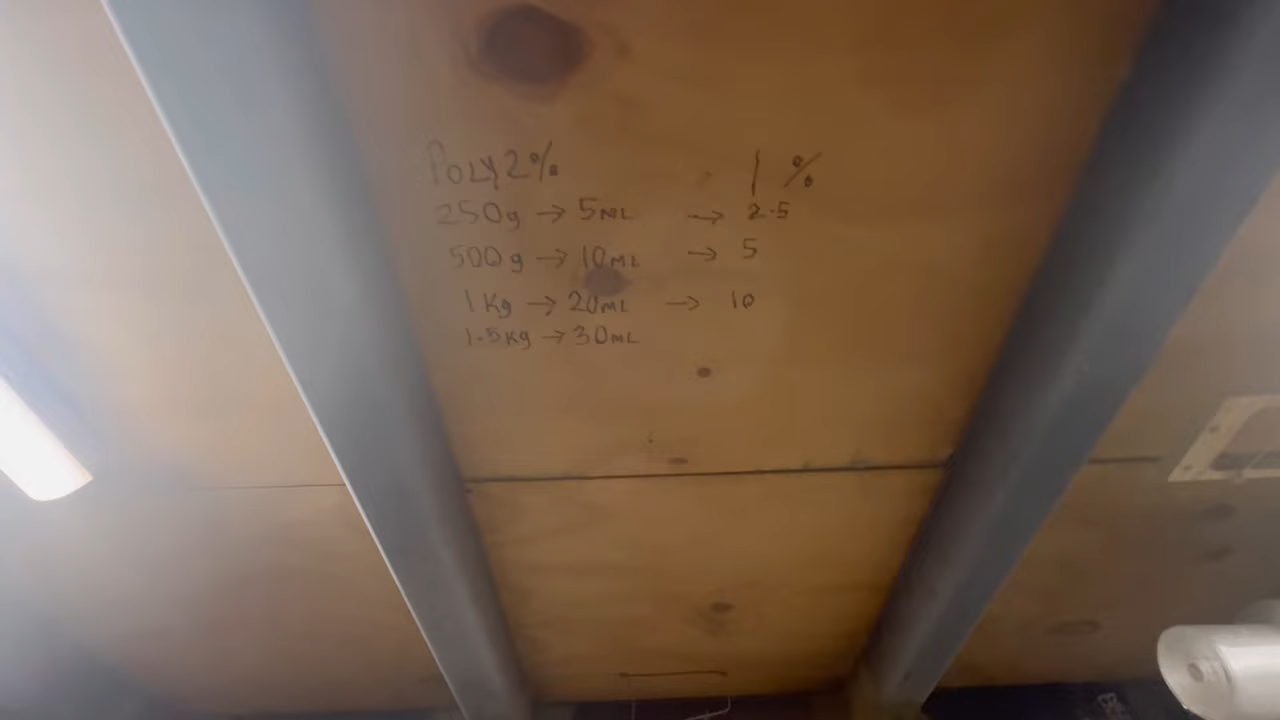 POLY 2% 1 %
250g → 5ML → 2.5
500g → 10ML → 5
1Kg → 20ML → 10
1.5Kg → 30ML